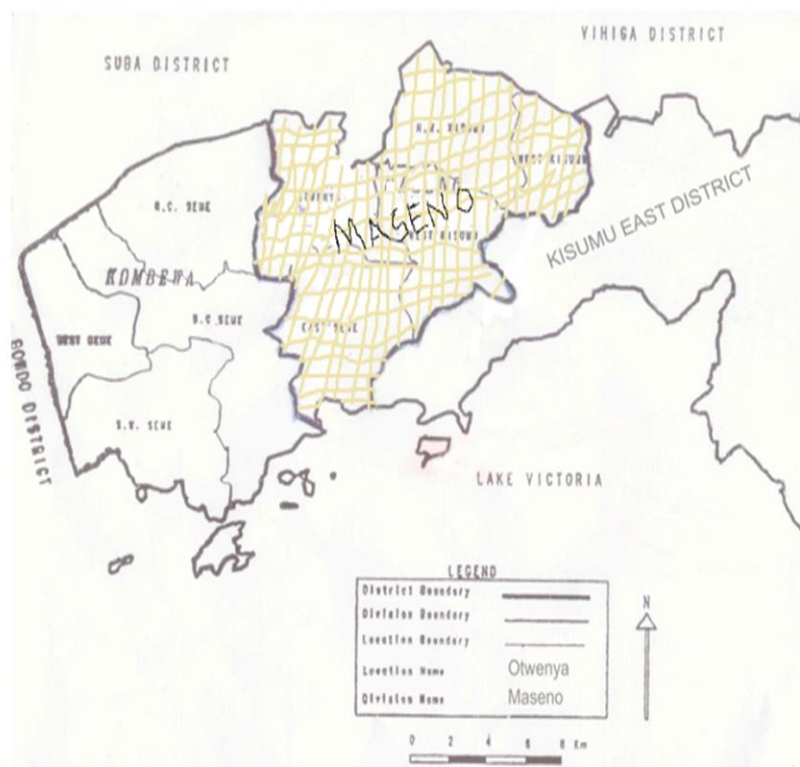 VIHIGA DISTRICT
SUBA DISTRICT
N.W. KISUMU
WEST KISUMU
N.C. SEME
MASENO
KISUMU EAST DISTRICT
KOMBEWA
WEST SEME
EAST SEME
BONDO DISTRICT
S.W. SEME
LAKE VICTORIA
LEGEND
District Boundary
Division Boundary
Location Boundary
Location Name Otwenya
Division Name Maseno
N
0 2 4 6 8 Km